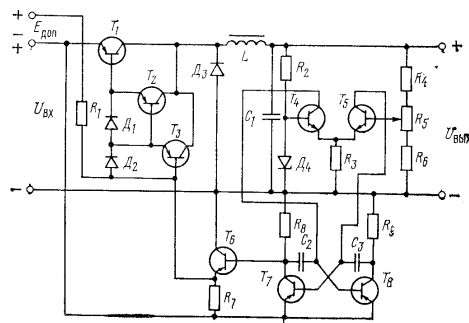 + Eдоп T1 L +
− +
T2 Д3 R2 R4
T4 T5
Uвх R1 Д1 C1 R5 Uвых
T3
Д2 Д4 R3 R6
− −
R8 R9
T6 C2 C3
T7 T8
R7